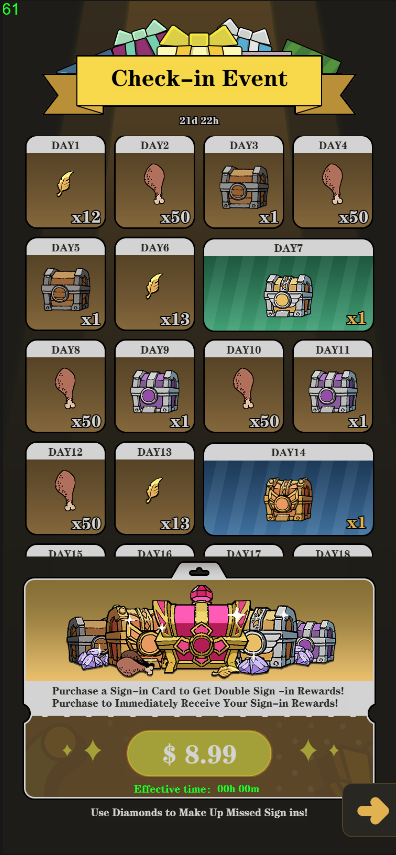 61
Check-in Event
21d 22h
DAY1 DAY2 DAY3 DAY4
x12 x50 x1 x50
DAY5 DAY6 DAY7
x1 x13 x1
DAY8 DAY9 DAY10 DAY11
x50 x1 x50 x1
DAY12 DAY13 DAY14
x50 x13 x1
DAY15 DAY16 DAY17 DAY18
Purchase a Sign-in Card to Get Double Sign -in Rewards!
Purchase to Immediately Receive Your Sign-in Rewards!
$ 8.99
Effective time: 00h 00m
Use Diamonds to Make Up Missed Sign ins!